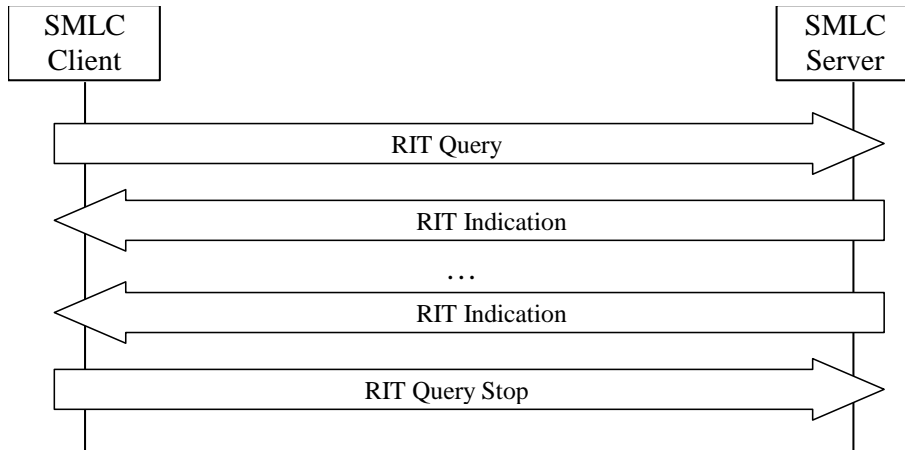 SMLC
Client
SMLC
Server
RIT Query
RIT Indication
...
RIT Indication
RIT Query Stop